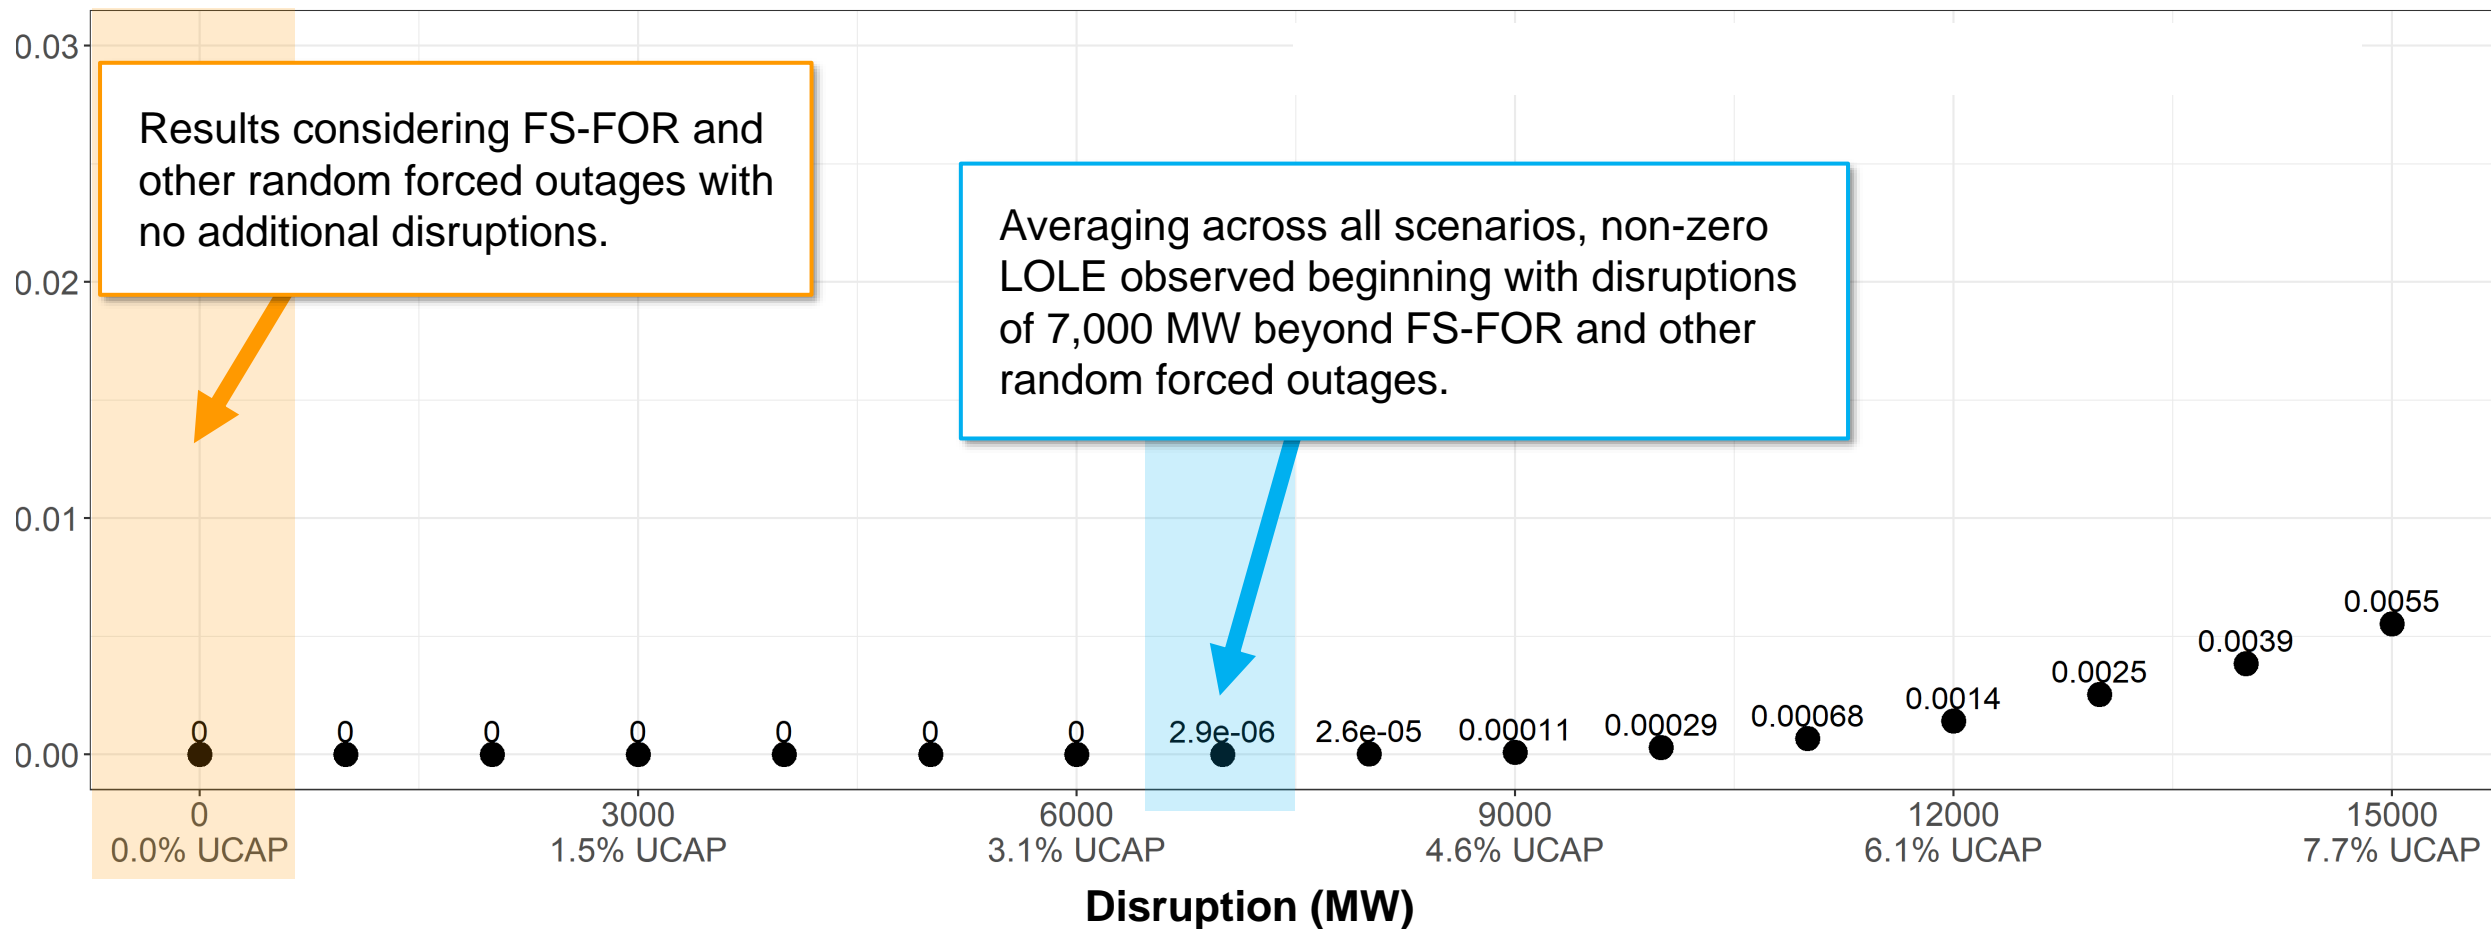 0.03
Results considering FS-FOR and
other random forced outages with
no additional disruptions.
Averaging across all scenarios, non-zero
LOLE observed beginning with disruptions
of 7,000 MW beyond FS-FOR and other
random forced outages.
0.02
0.01
0.00
0 0 0 0 0 0 0 2.9e-06 2.6e-05 0.00011 0.00029 0.00068 0.0014 0.0025 0.0039 0.0055
0 3000 6000 9000 12000 15000
0.0% UCAP 1.5% UCAP 3.1% UCAP 4.6% UCAP 6.1% UCAP 7.7% UCAP
Disruption (MW)